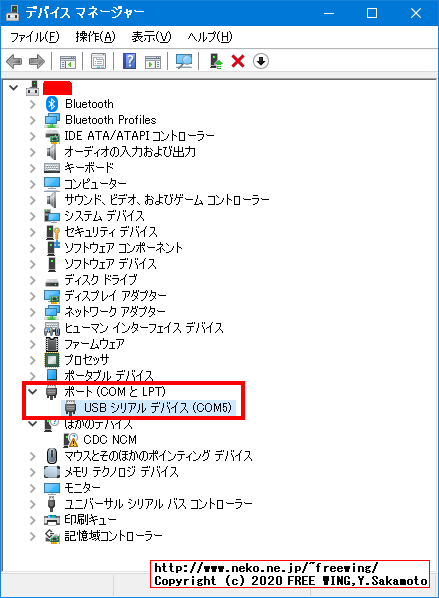 デバイス マネージャー
ファイル(F) 操作(A) 表示(V) ヘルプ(H)
Bluetooth
Bluetooth Profiles
IDE ATA/ATAPI コントローラー
オーディオの入力および出力
キーボード
コンピューター
サウンド、ビデオ、およびゲーム コントローラー
システム デバイス
セキュリティ デバイス
ソフトウェア コンポーネント
ソフトウェア デバイス
ディスク ドライブ
ディスプレイ アダプター
ネットワーク アダプター
ヒューマン インターフェイス デバイス
ファームウェア
プロセッサ
ポータブル デバイス
ポート (COM と LPT)
USB シリアル デバイス (COM5)
ほかのデバイス
CDC NCM
マウスとそのほかのポインティング デバイス
メモリ テクノロジ デバイス
モニター
ユニバーサル シリアル バス コントローラー
印刷キュー
記憶域コントローラー
http://www.neko.ne.jp/~freewing/
Copyright (c) 2020 FREE WING,Y.Sakamoto